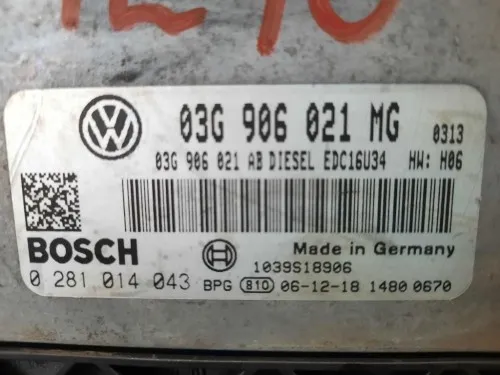 03G 906 021 MG 0313
03G 906 021 AB DIESEL EDC16U34 HW: H06
BOSCH
Made in Germany
1039S18906
0 281 014 043 BPG 810 06-12-18 1480 0670